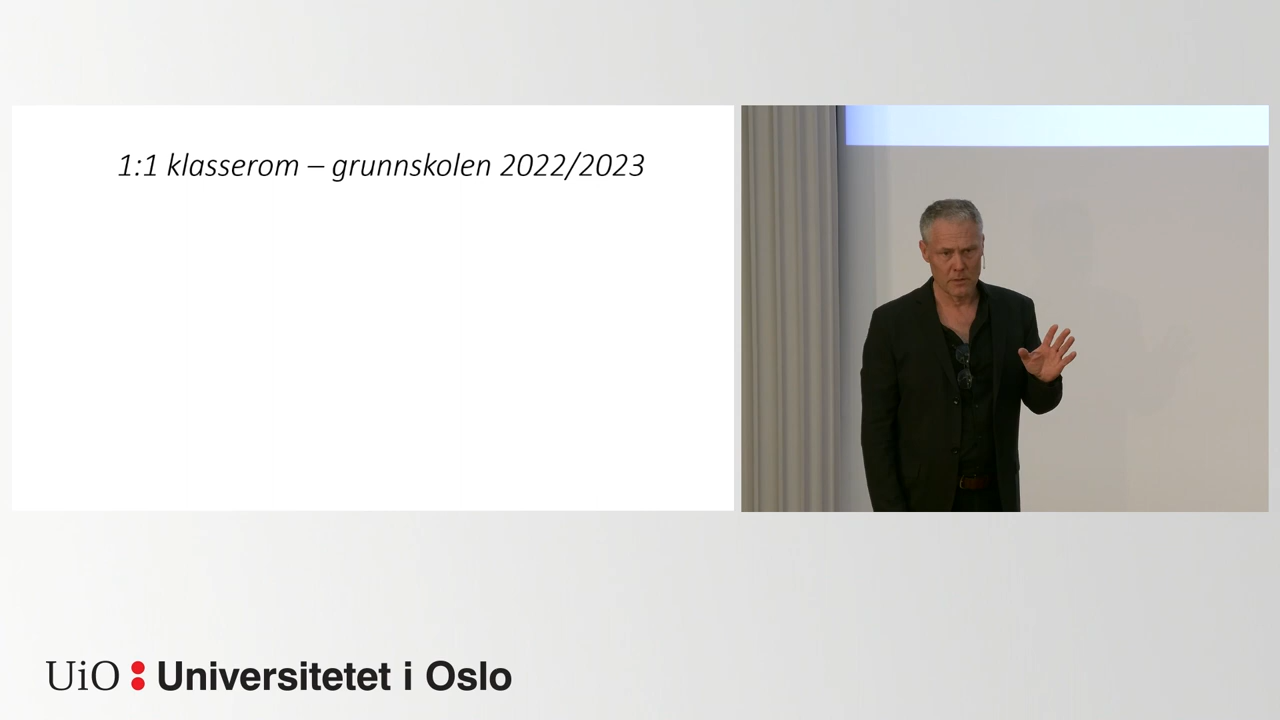 1:1 klasserom – grunnskolen 2022/2023
UiO : Universitetet i Oslo